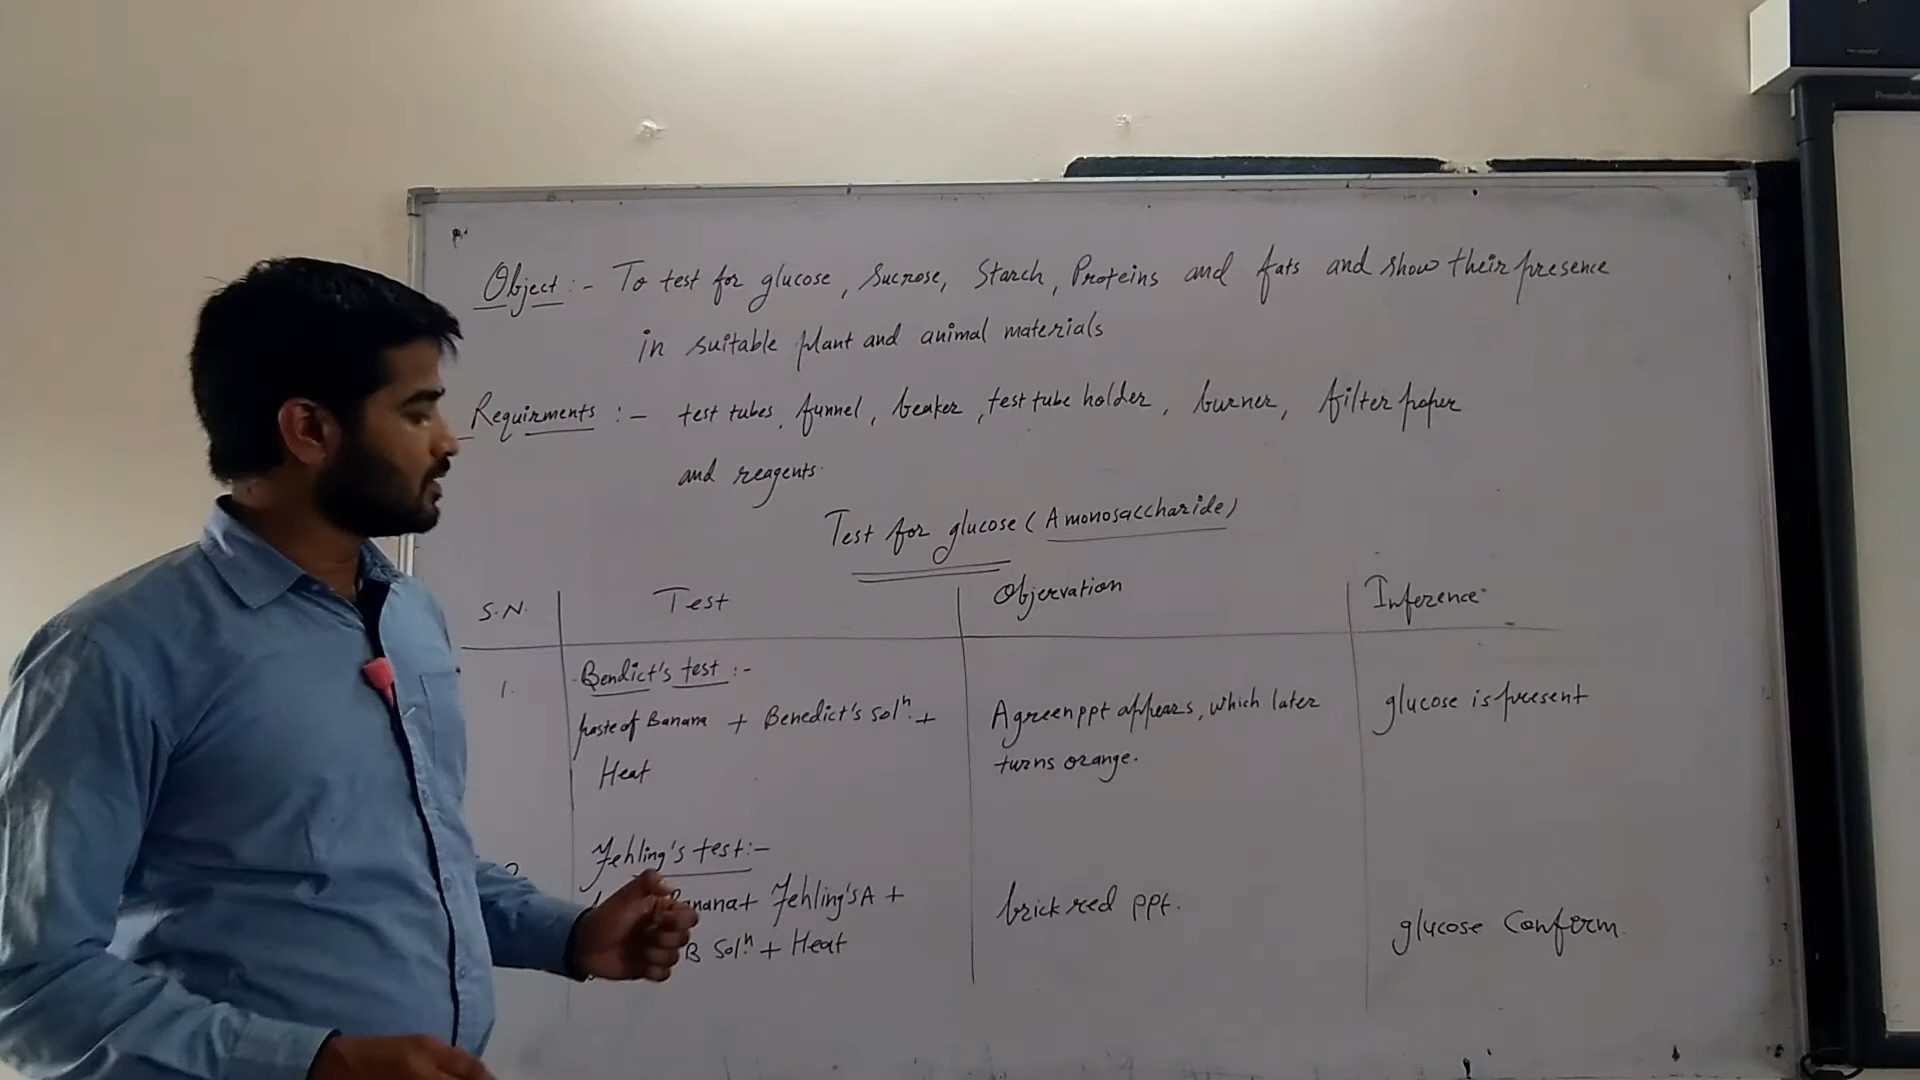 Object :- To test for glucose, Sucrose, Starch, Proteins and fats and show their presence
in suitable plant and animal materials
Requirments :- test tubes, funnel, beaker, test tube holder, burner, filter paper
and reagents.
Test for glucose (A monosaccharide)
S.N. Test Observation Inference
1. Bendict's test :-
paste of Banana + Benedict's Solⁿ. + A green ppt appears, which later glucose is present
Heat turns orange.
Fehling's test :-
anana + Fehling's A + brick red ppt. glucose Conform.
B Solⁿ. + Heat